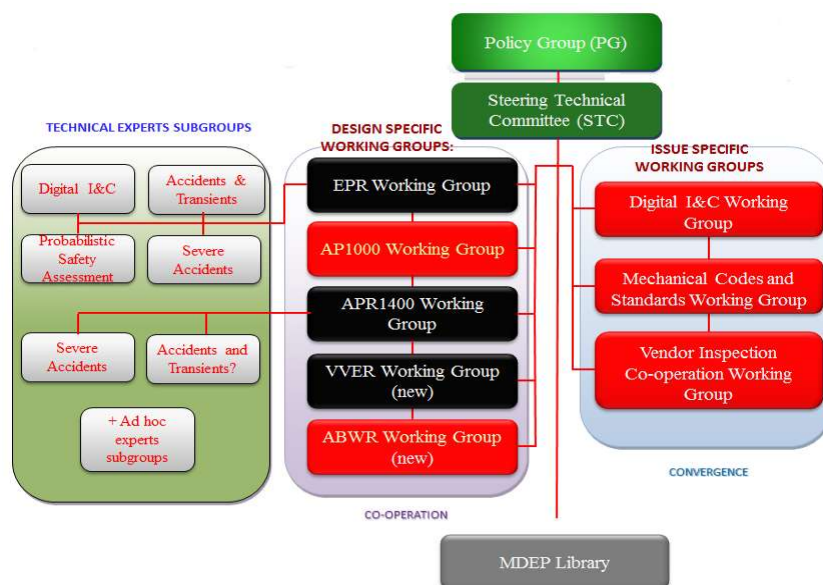 Policy Group (PG)
Steering Technical
Committee (STC)
TECHNICAL EXPERTS SUBGROUPS
Digital I&C
Accidents &
Transients
Probabilistic
Safety
Assessment
Severe
Accidents
Severe
Accidents
Accidents and
Transients?
+ Ad hoc
experts
subgroups
DESIGN SPECIFIC
WORKING GROUPS:
EPR Working Group
AP1000 Working Group
APR1400 Working
Group
VVER Working Group
(new)
ABWR Working Group
(new)
CO-OPERATION
ISSUE SPECIFIC
WORKING GROUPS
Digital I&C Working
Group
Mechanical Codes and
Standards Working Group
Vendor Inspection
Co-operation Working
Group
CONVERGENCE
MDEP Library